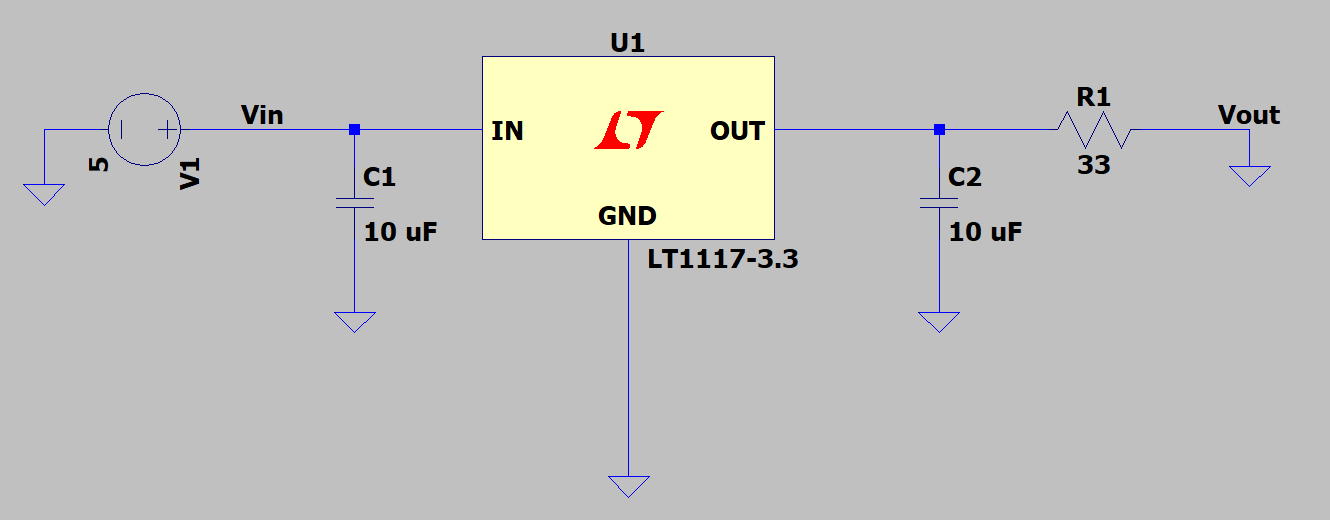 U1
Vin
IN
OUT
R1
Vout
5
V1
C1
10 uF
GND
LT1117-3.3
C2
10 uF
33